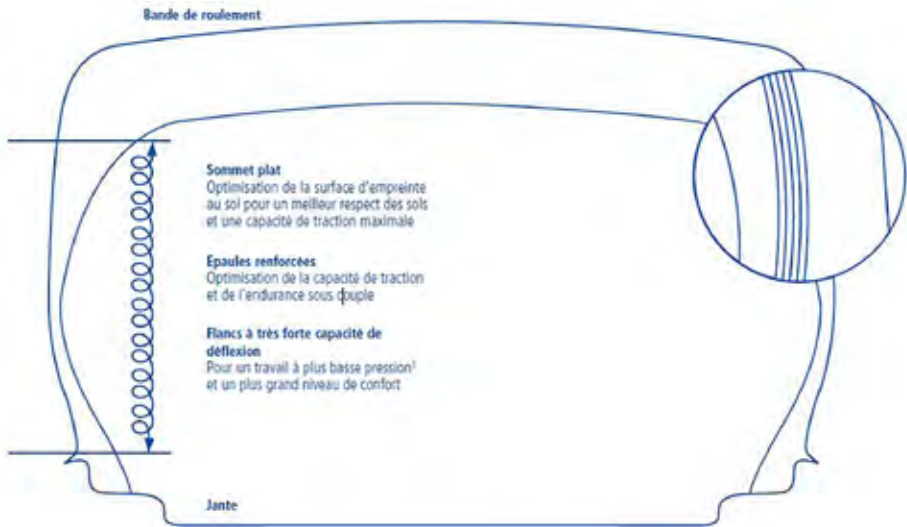 Bande de roulement
Sommet plat
Optimisation de la surface d'empreinte
au sol pour un meilleur respect des sols
et une capacité de traction maximale
Epaules renforcées
Optimisation de la capacité de traction
et de l'endurance sous couple
Flancs à très forte capacité de
déflexion
Pour un travail à plus basse pression¹
et un plus grand niveau de confort
Jante